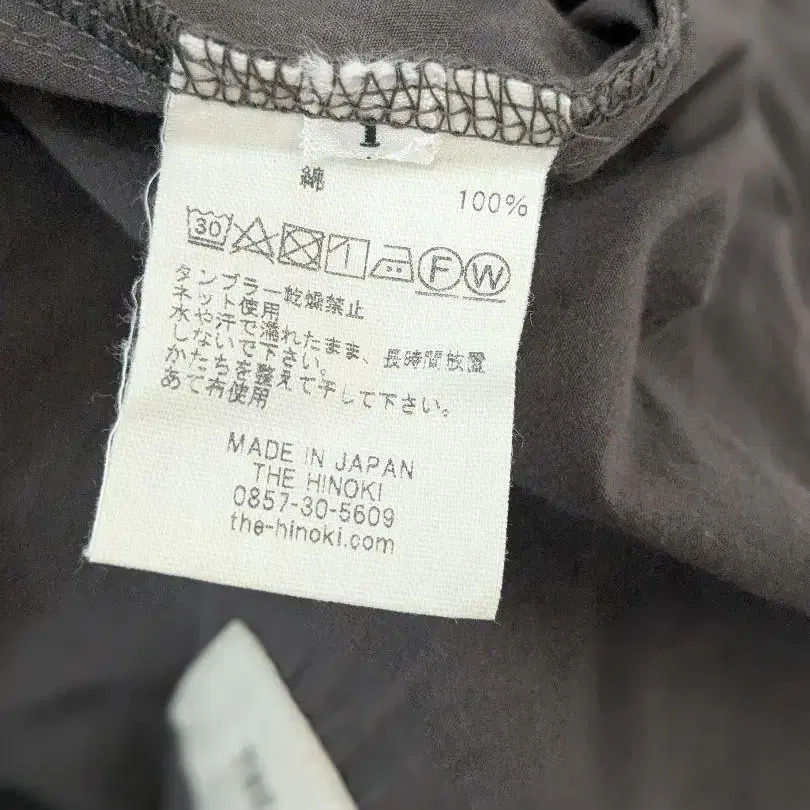 1
綿 100%
30 F W
タンブラー乾燥禁止
ネット使用
水や汗で濡れたまま、長時間放置
しないで下さい。
かたちを整えて干して下さい。
あて布使用
MADE IN JAPAN
THE HINOKI
0857-30-5609
the-hinoki.com